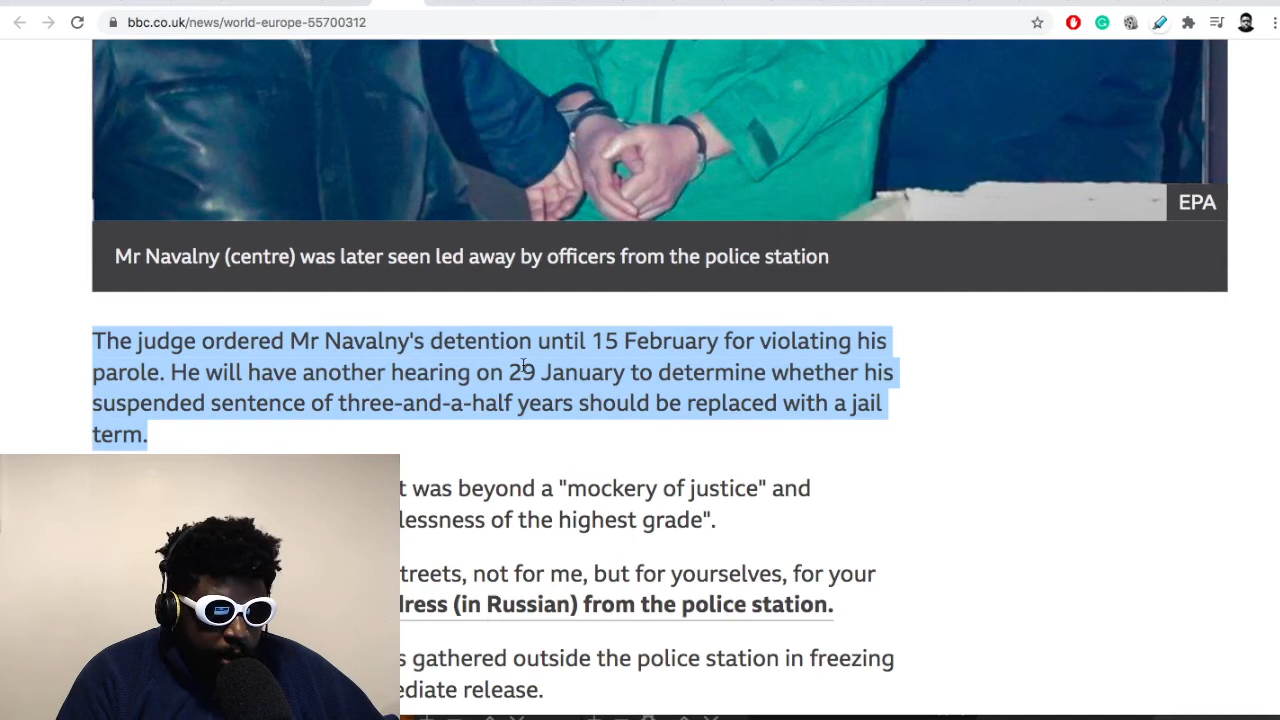 bbc.co.uk/news/world-europe-55700312
EPA
Mr Navalny (centre) was later seen led away by officers from the police station
The judge ordered Mr Navalny's detention until 15 February for violating his
parole. He will have another hearing on 29 January to determine whether his
suspended sentence of three-and-a-half years should be replaced with a jail
term.
was beyond a "mockery of justice" and
lessness of the highest grade".
treets, not for me, but for yourselves, for your
dress (in Russian) from the police station.
s gathered outside the police station in freezing
ediate release.